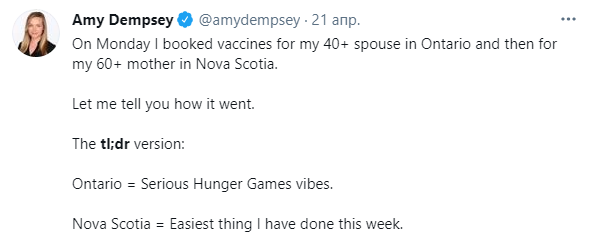 Amy Dempsey @amydempsey · 21 апр.
On Monday I booked vaccines for my 40+ spouse in Ontario and then for
my 60+ mother in Nova Scotia.
Let me tell you how it went.
The tl;dr version:
Ontario = Serious Hunger Games vibes.
Nova Scotia = Easiest thing I have done this week.